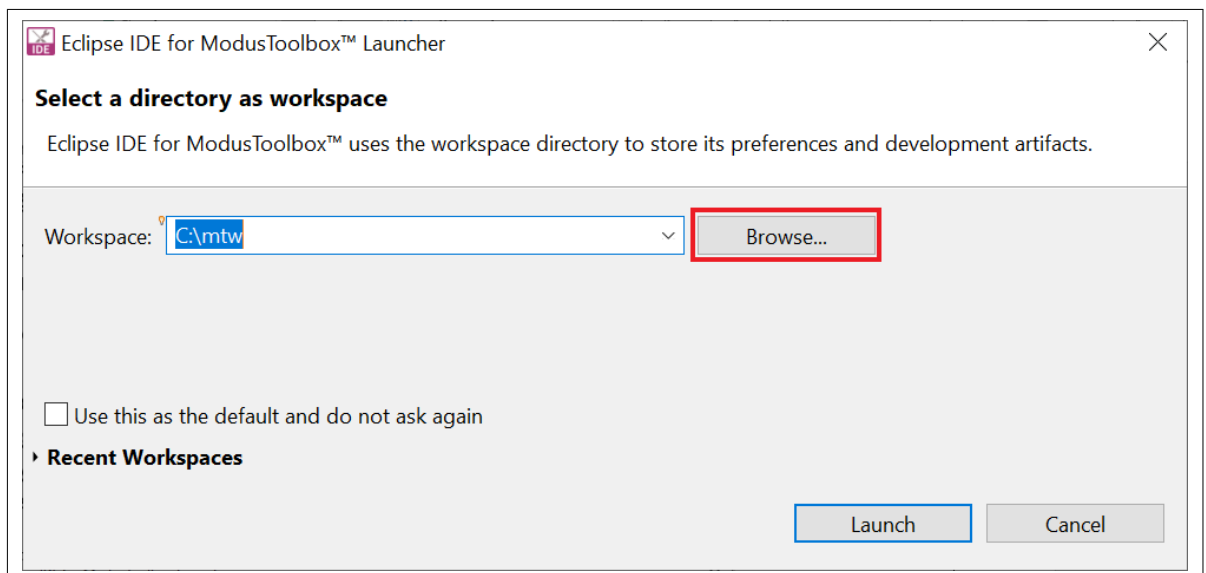 IDE
Eclipse IDE for ModusToolbox™ Launcher
Select a directory as workspace
Eclipse IDE for ModusToolbox™ uses the workspace directory to store its preferences and development artifacts.
Workspace: C:\mtw Browse...
Use this as the default and do not ask again
Recent Workspaces
Launch Cancel